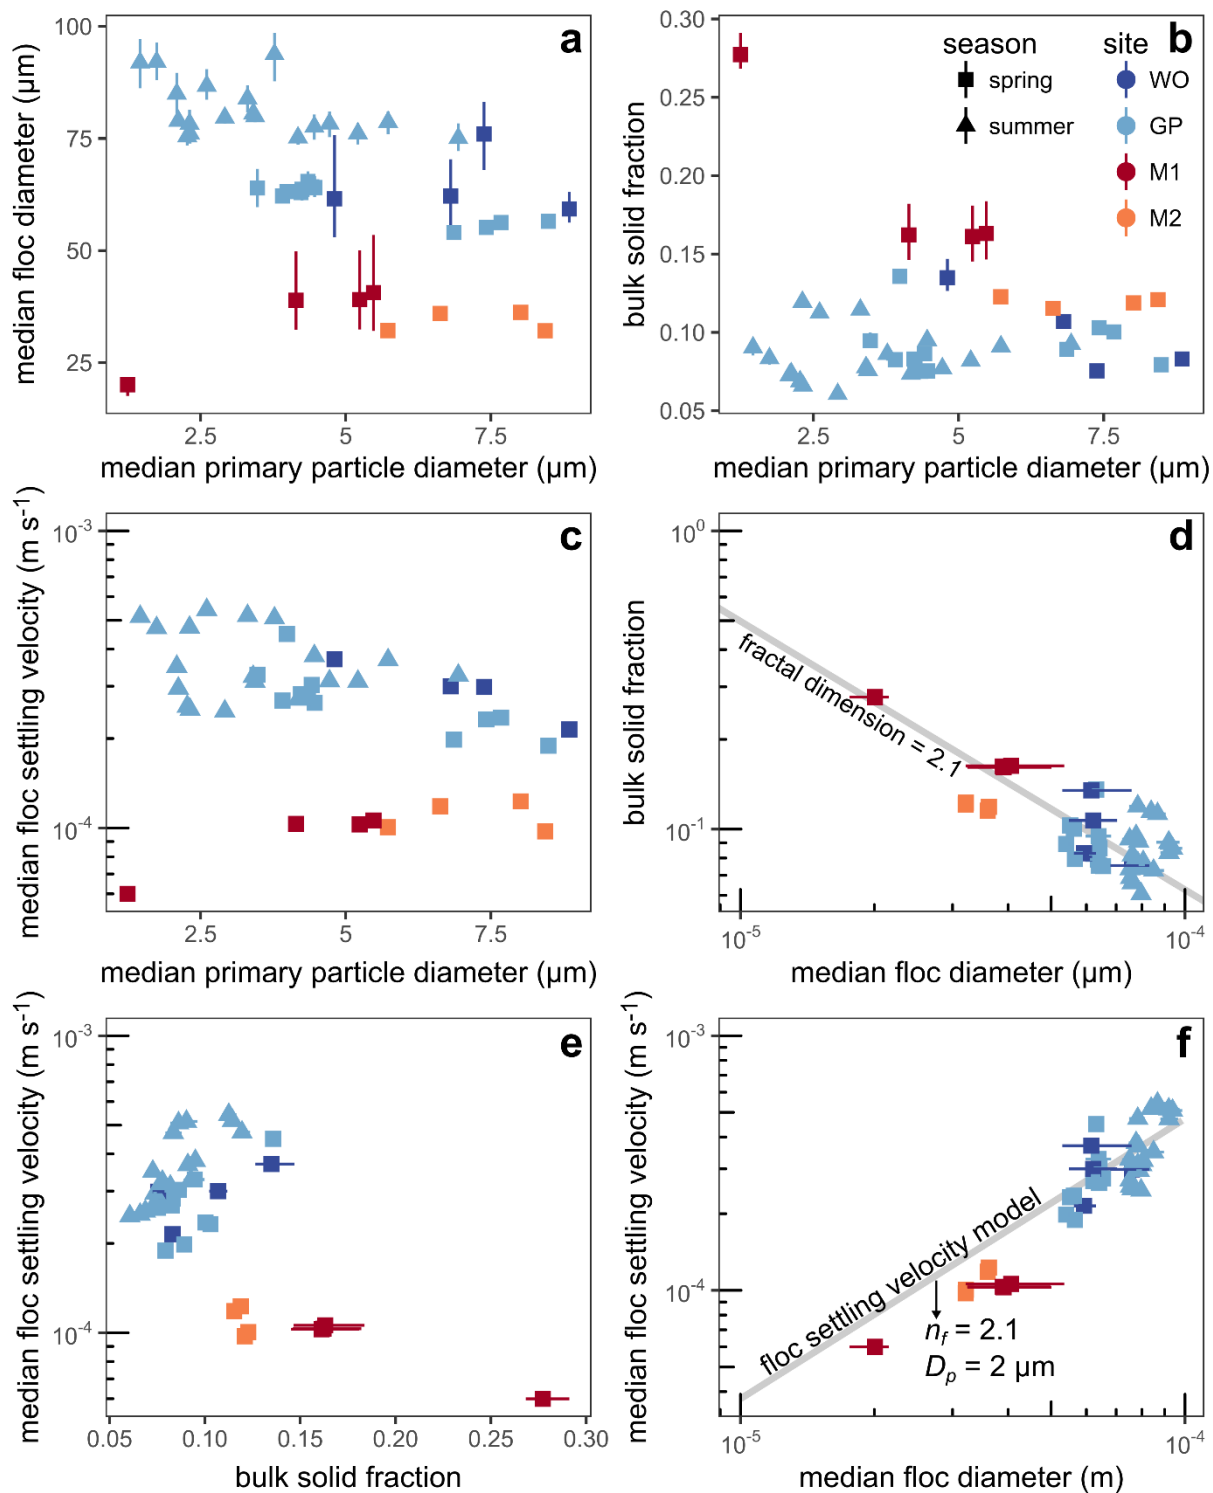 a
100
75
50
25
median floc diameter (μm)
2.5
5
7.5
median primary particle diameter (μm)
b
season
site
spring
summer
WO
GP
M1
M2
0.30
0.25
0.20
0.15
0.10
0.05
bulk solid fraction
2.5
5
7.5
median primary particle diameter (μm)
c
10⁻³
10⁻⁴
median floc settling velocity (m s⁻¹)
2.5
5
7.5
median primary particle diameter (μm)
d
10⁰
10⁻¹
bulk solid fraction
fractal dimension = 2.1
10⁻⁵
10⁻⁴
median floc diameter (μm)
e
10⁻³
10⁻⁴
median floc settling velocity (m s⁻¹)
0.05
0.10
0.15
0.20
0.25
0.30
bulk solid fraction
f
10⁻³
10⁻⁴
median floc settling velocity (m s⁻¹)
floc settling velocity model
n_f = 2.1
D_p = 2 μm
10⁻⁵
10⁻⁴
median floc diameter (m)